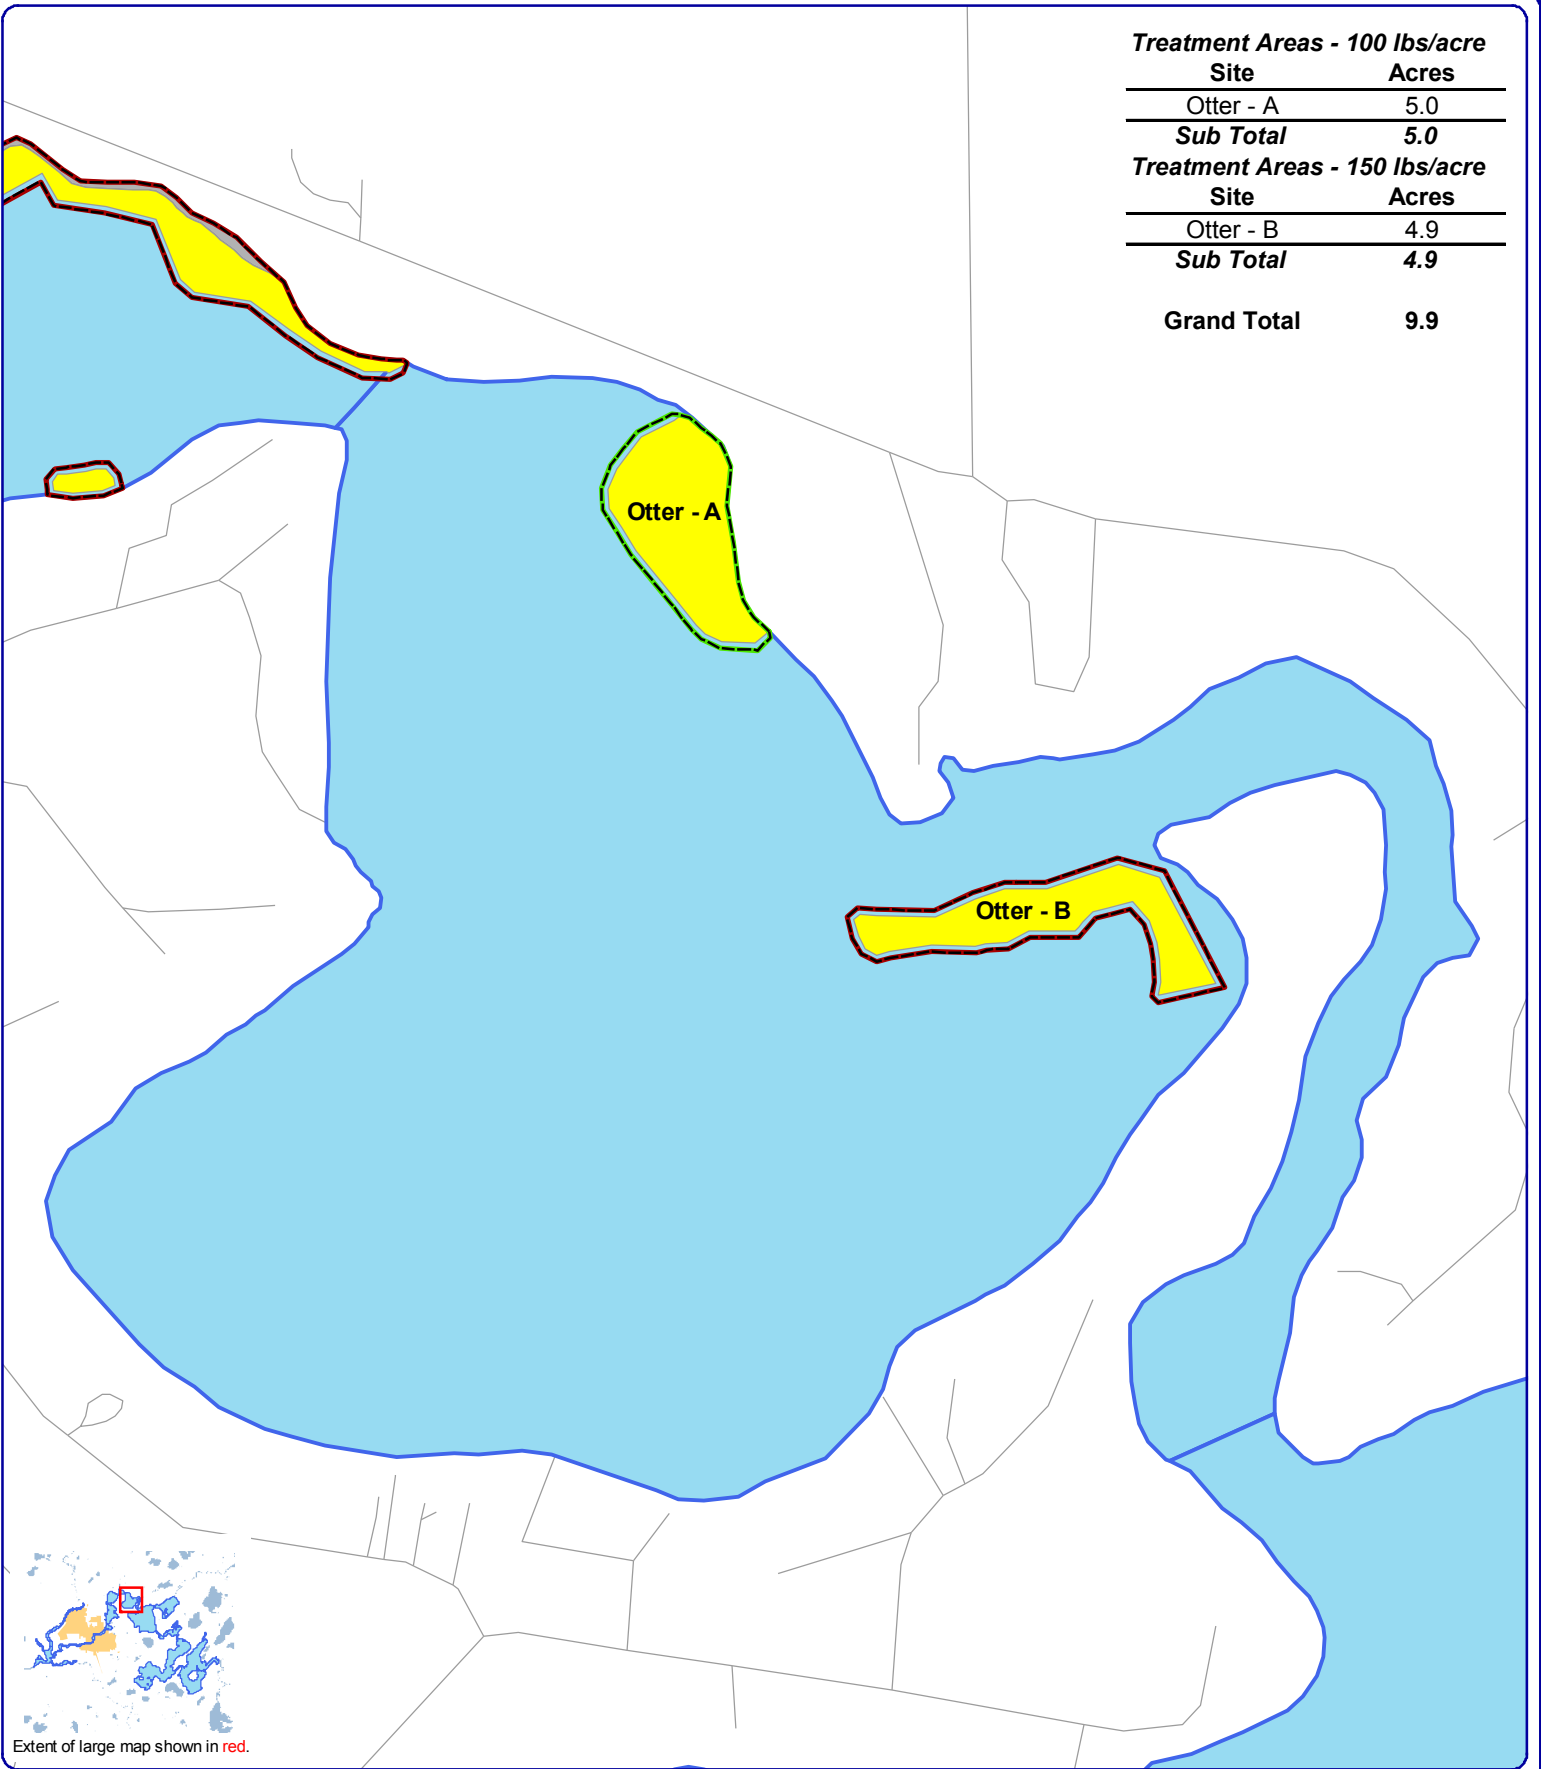 Treatment Areas - 100 lbs/acre
Site Acres
Otter - A 5.0
Sub Total 5.0
Treatment Areas - 150 lbs/acre
Site Acres
Otter - B 4.9
Sub Total 4.9
Grand Total 9.9
Otter - A
Otter - B
Extent of large map shown in red.